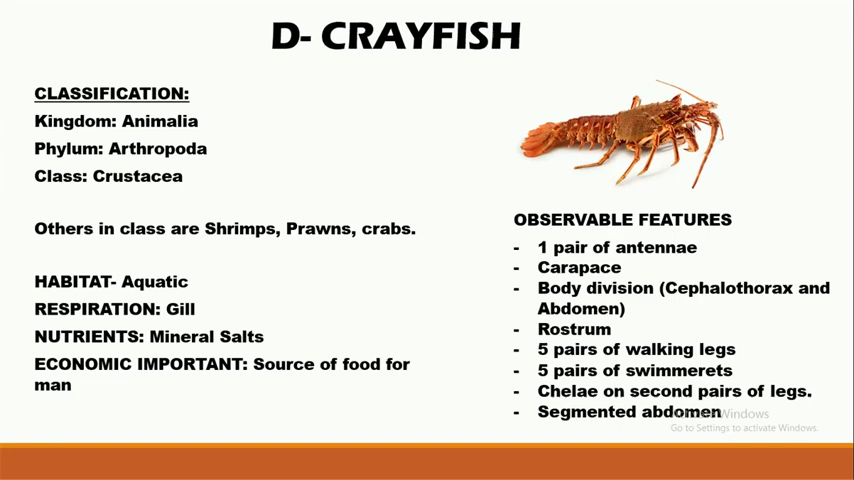 D- CRAYFISH
CLASSIFICATION:
Kingdom: Animalia
Phylum: Arthropoda
Class: Crustacea
Others in class are Shrimps, Prawns, crabs.
HABITAT- Aquatic
RESPIRATION: Gill
NUTRIENTS: Mineral Salts
ECONOMIC IMPORTANT: Source of food for
man
OBSERVABLE FEATURES
- 1 pair of antennae
- Carapace
- Body division (Cephalothorax and
Abdomen)
- Rostrum
- 5 pairs of walking legs
- 5 pairs of swimmerets
- Chelae on second pairs of legs.
- Segmented abdomen
Windows
Go to Settings to activate Windows.